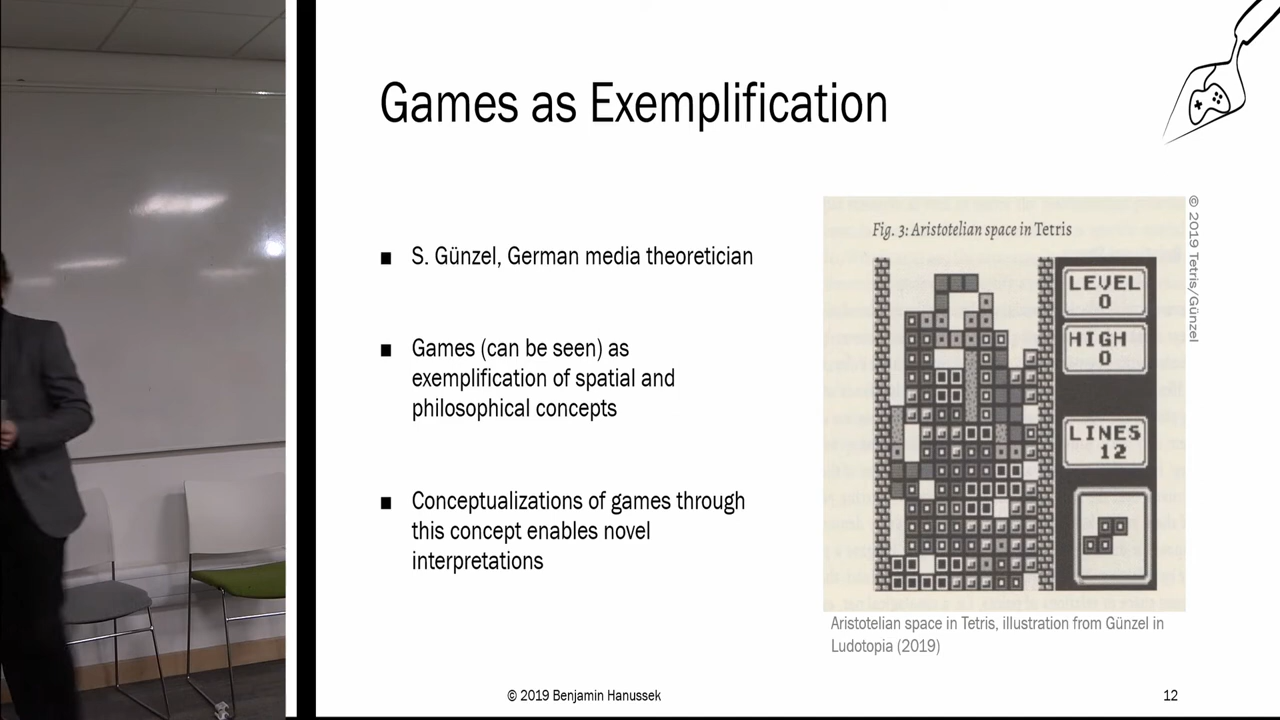 Games as Exemplification
■ S. Günzel, German media theoretician
■ Games (can be seen) as
exemplification of spatial and
philosophical concepts
■ Conceptualizations of games through
this concept enables novel
interpretations
Fig. 3: Aristotelian space in Tetris
LEVEL
0
HIGH
0
LINES
12
© 2019 Tetris/Günzel
Aristotelian space in Tetris, illustration from Günzel in
Ludotopia (2019)
© 2019 Benjamin Hanussek
12